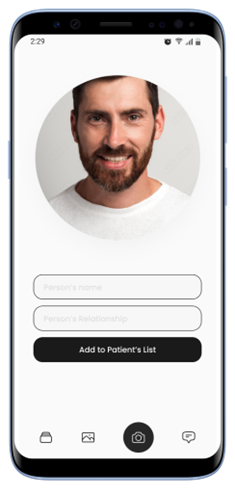 2:29
Person's name
Person's Relationship
Add to Patient's List